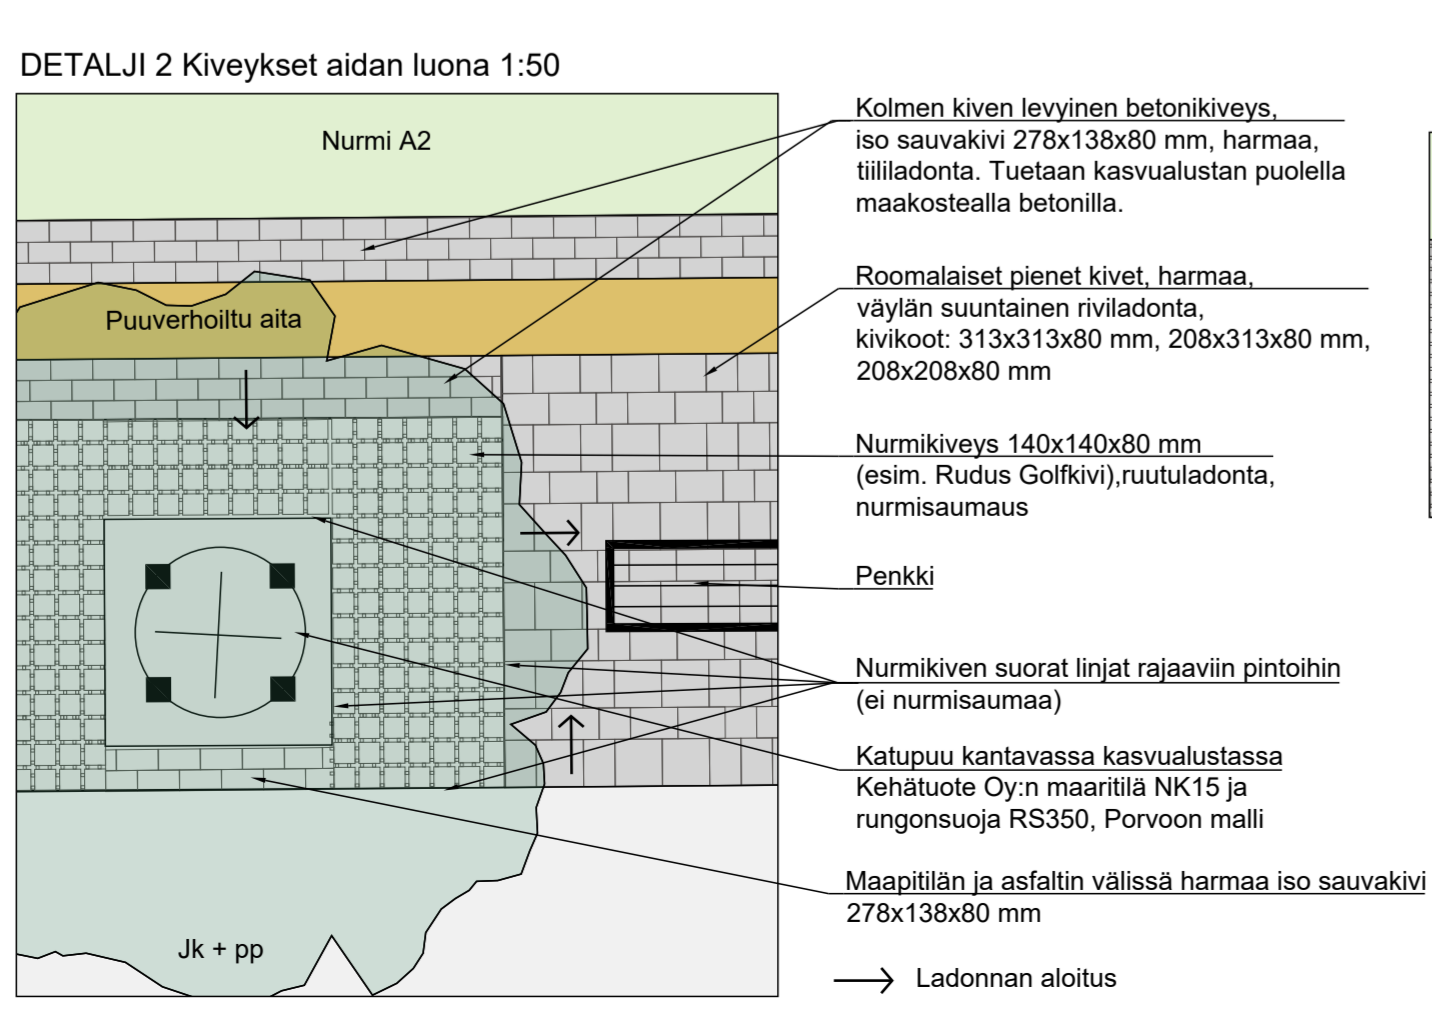 DETALJI 2 Kiveykset aidan luona 1:50
Nurmi A2
Puuverhoiltu aita
Jk + pp
Kolmen kiven levyinen betonikiveys,
iso sauvakivi 278x138x80 mm, harmaa,
tiililadonta. Tuetaan kasvualustan puolella
maakostealla betonilla.
Roomalaiset pienet kivet, harmaa,
väylän suuntainen riviladonta,
kivikoot: 313x313x80 mm, 208x313x80 mm,
208x208x80 mm
Nurmikiveys 140x140x80 mm
(esim. Rudus Golfkivi),ruutuladonta,
nurmisaumaus
Penkki
Nurmikiven suorat linjat rajaaviin pintoihin
(ei nurmisaumaa)
Katupuu kantavassa kasvualustassa
Kehätuote Oy:n maaritilä NK15 ja
rungonsuoja RS350, Porvoon malli
Maapitilän ja asfaltin välissä harmaa iso sauvakivi
278x138x80 mm
Ladonnan aloitus